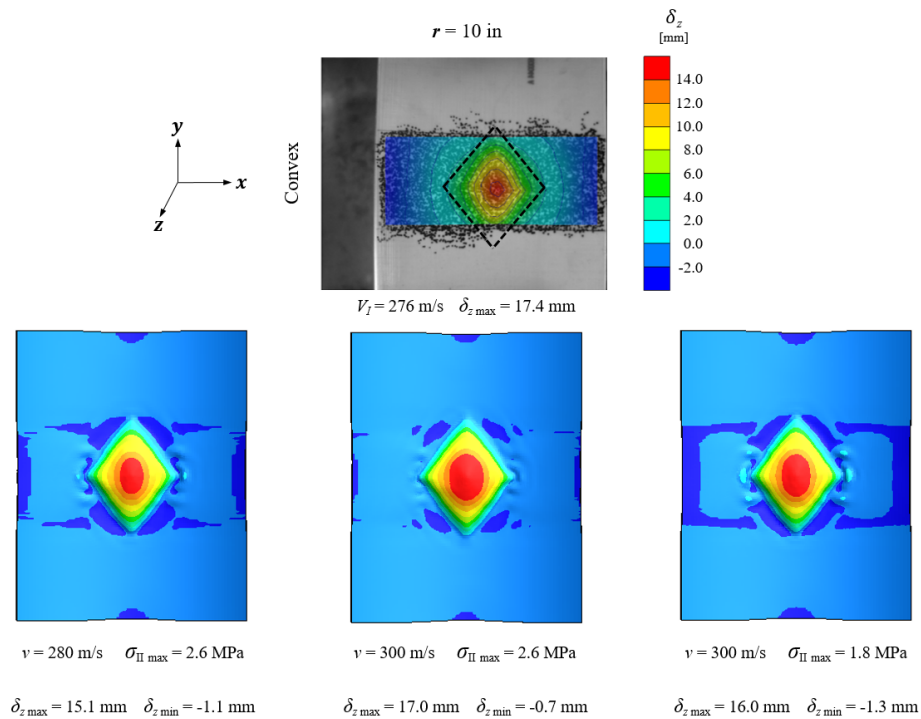 r = 10 in
δz
[mm]
14.0
12.0
10.0
8.0
6.0
4.0
2.0
0.0
-2.0
y
x
z
Convex
VI = 276 m/s δz max = 17.4 mm
v = 280 m/s σII max = 2.6 MPa
δz max = 15.1 mm δz min = -1.1 mm
v = 300 m/s σII max = 2.6 MPa
δz max = 17.0 mm δz min = -0.7 mm
v = 300 m/s σII max = 1.8 MPa
δz max = 16.0 mm δz min = -1.3 mm